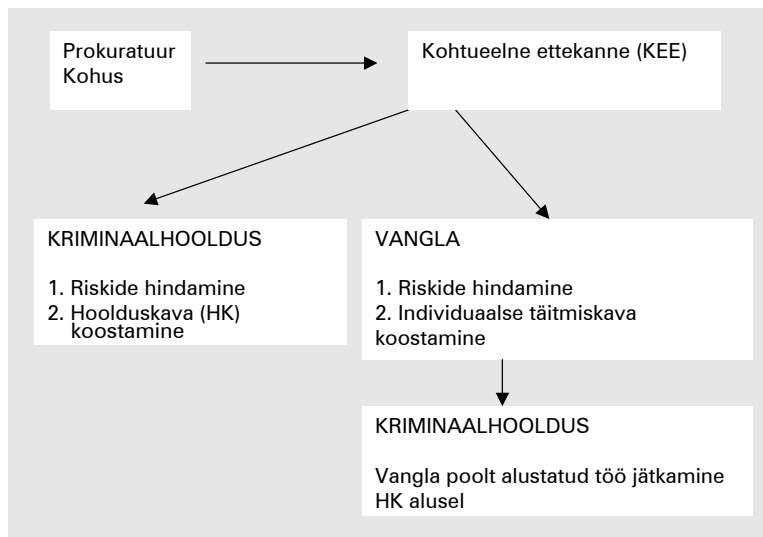 Prokuratuur
Kohus
Kohtueelne ettekanne (KEE)
KRIMINAALHOOLDUS
1. Riskide hindamine
2. Hoolduskava (HK)
koostamine
VANGLA
1. Riskide hindamine
2. Individuaalse täitmiskava
koostamine
KRIMINAALHOOLDUS
Vangla poolt alustatud töö jätkamine
HK alusel